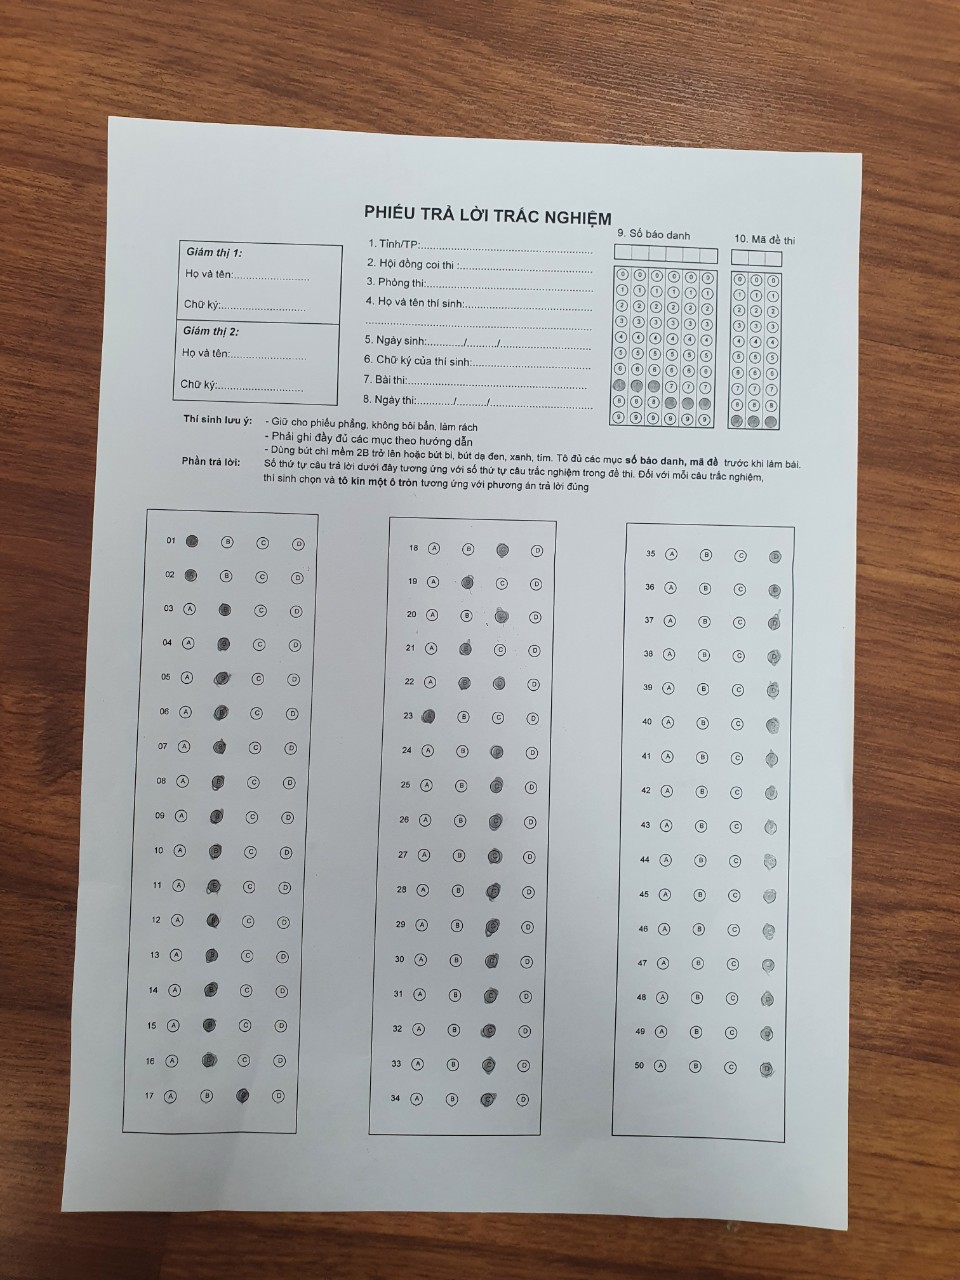 PHIẾU TRẢ LỜI TRẮC NGHIỆM
Giám thị 1:
Họ và tên:
Chữ ký:
Giám thị 2:
Họ và tên:
Chữ ký:
1. Tỉnh/TP:
2. Hội đồng coi thi :
3. Phòng thi:
4. Họ và tên thí sinh:
5. Ngày sinh:............/........../
6. Chữ ký của thí sinh:
7. Bài thi:
8. Ngày thi:............/........../
9. Số báo danh
0 0 0 0 0 0
1 1 1 1 1 1
2 2 2 2 2 2
3 3 3 3 3 3
4 4 4 4 4 4
5 5 5 5 5 5
6 6 6 6 6 6
7 7 7
8 8 8
9 9 9 9 9 9
10. Mã đề thi
0 0 0
1 1 1
2 2 2
3 3 3
4 4 4
5 5 5
6 6 6
7 7 7
8 8 8
Thí sinh lưu ý: - Giữ cho phiếu phẳng, không bôi bẩn, làm rách
- Phải ghi đầy đủ các mục theo hướng dẫn
- Dùng bút chì mềm 2B trở lên hoặc bút bi, bút dạ đen, xanh, tím. Tô đủ các mục số báo danh, mã đề trước khi làm bài.
Phần trả lời: Số thứ tự câu trả lời dưới đây tương ứng với số thứ tự câu trắc nghiệm trong đề thi. Đối với mỗi câu trắc nghiệm,
thí sinh chọn và tô kín một ô tròn tương ứng với phương án trả lời đúng
01 B C D
02 A B C D
03 A B C D
04 A B C D
05 A B C D
06 A B C D
07 A B C D
08 A B C D
09 A B C D
10 A B C D
11 A B C D
12 A B C D
13 A B C D
14 A B C D
15 A B C D
16 A B C D
17 A B C D
18 A B C D
19 A B C D
20 A B C D
21 A B C D
22 A B C D
23 A B C D
24 A B C D
25 A B C D
26 A B C D
27 A B C D
28 A B C D
29 A B C D
30 A B C D
31 A B C D
32 A B C D
33 A B C D
34 A B C D
35 A B C D
36 A B C D
37 A B C D
38 A B C D
39 A B C D
40 A B C D
41 A B C D
42 A B C D
43 A B C D
44 A B C D
45 A B C D
46 A B C D
47 A B C D
48 A B C D
49 A B C D
50 A B C D